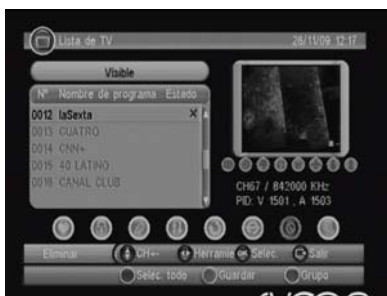 Lista de TV
26/11/09 12:17
Visible
Nº Nombre de programa Estado
0012 laSexta X
0013 CUATRO
0014 CNN+
0015 40 LATINO
0016 CANAL CLUB
CH67 / 842000 KHz
PID: V 1501 , A 1503
Eliminar CH+- Herramie OK Selec. Salir
Selec. todo Guardar Grupo